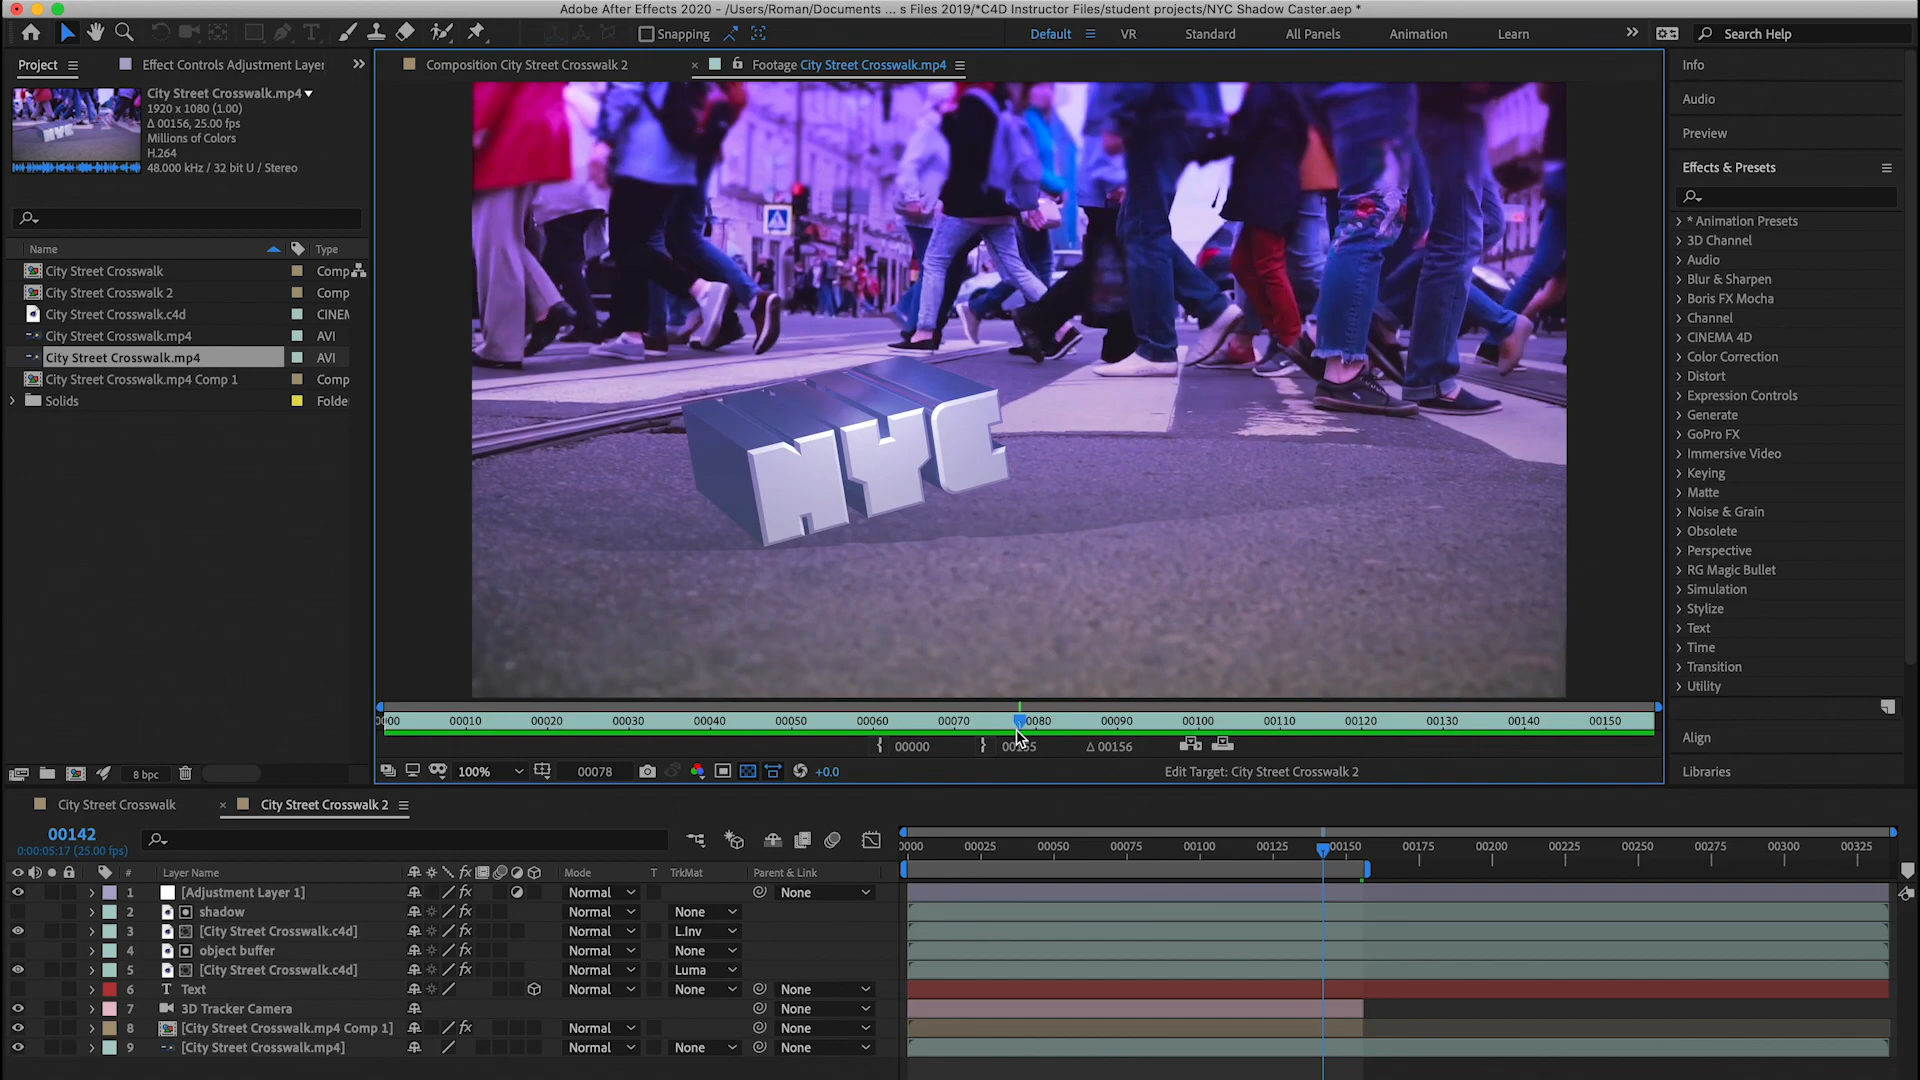 Adobe After Effects 2020 - /Users/Roman/Documents ... s Files 2019/*C4D Instructor Files/student projects/NYC Shadow Caster.aep *
Snapping
Default
VR
Standard
All Panels
Animation
Learn
Search Help
Project
Effect Controls Adjustment Layer
Composition City Street Crosswalk 2
Footage City Street Crosswalk.mp4
City Street Crosswalk.mp4
1920 x 1080 (1.00)
Δ 00156, 25.00 fps
Millions of Colors
H.264
48.000 kHz / 32 bit U / Stereo
Name
Type
City Street Crosswalk
Comp
City Street Crosswalk 2
Comp
City Street Crosswalk.c4d
CINEM
City Street Crosswalk.mp4
AVI
City Street Crosswalk.mp4
AVI
City Street Crosswalk.mp4 Comp 1
Comp
Solids
Folde
8 bpc
NYC
00010 00020 00030 00040 00050 00060 00070 00080 00090 00100 00110 00120 00130 00140 00150
00000
Δ 00156
100%
00078
+0.0
Edit Target: City Street Crosswalk 2
Info
Audio
Preview
Effects & Presets
* Animation Presets
3D Channel
Audio
Blur & Sharpen
Boris FX Mocha
Channel
CINEMA 4D
Color Correction
Distort
Expression Controls
Generate
GoPro FX
Immersive Video
Keying
Matte
Noise & Grain
Obsolete
Perspective
RG Magic Bullet
Simulation
Stylize
Text
Time
Transition
Utility
Align
Libraries
City Street Crosswalk
City Street Crosswalk 2
00142
0:00:05:17 (25.00 fps)
0000 00025 00050 00075 00100 00125 00150 00175 00200 00225 00250 00275 00300 00325
# Layer Name Mode T TrkMat Parent & Link
1 [Adjustment Layer 1] Normal None
2 shadow Normal None
3 [City Street Crosswalk.c4d] Normal L.Inv
4 object buffer Normal None
5 [City Street Crosswalk.c4d] Normal Luma
6 T Text Normal None None
7 3D Tracker Camera None
8 [City Street Crosswalk.mp4 Comp 1] Normal None
9 [City Street Crosswalk.mp4] Normal None None